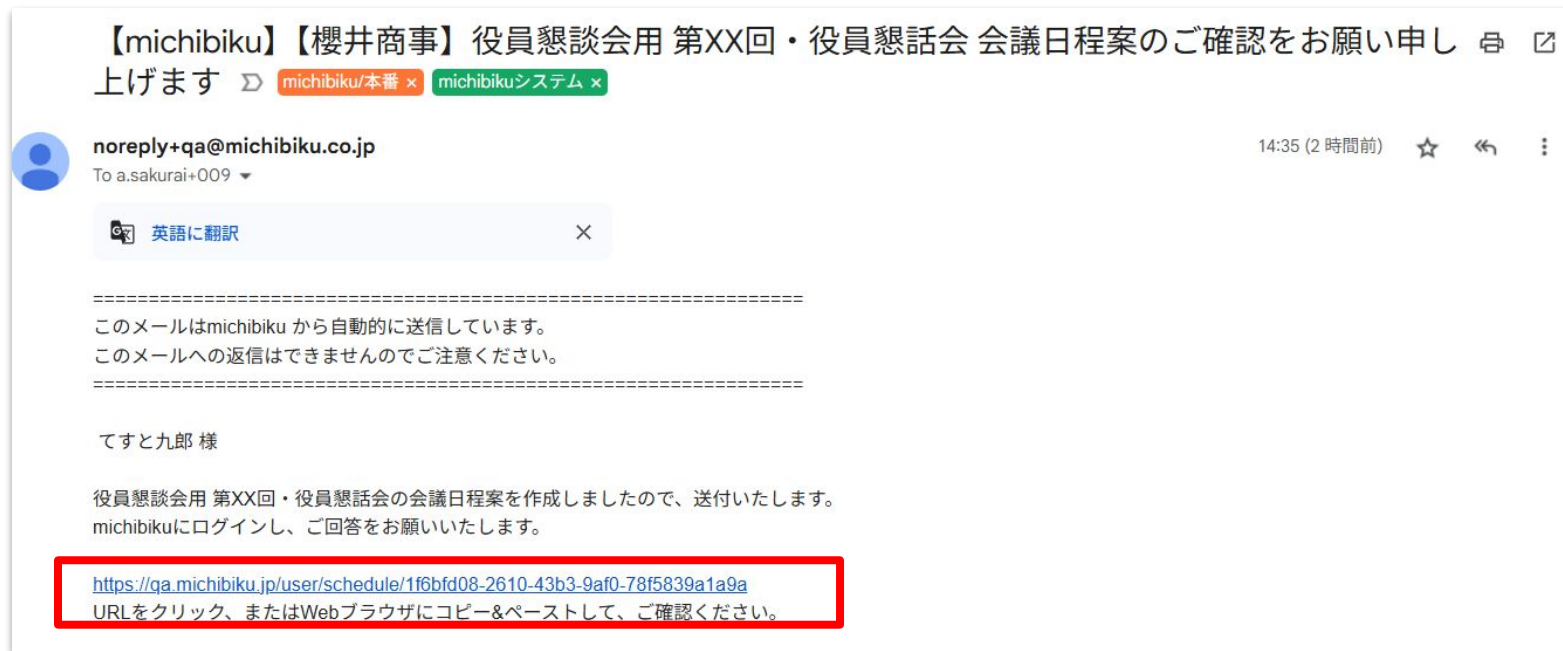 【michibiku】【櫻井商事】役員懇談会用 第XX回・役員懇話会 会議日程案のご確認をお願い申し
上げます michibiku/本番 × michibikuシステム ×
noreply+qa@michibiku.co.jp
14:35 (2 時間前)
To a.sakurai+009
英語に翻訳
================================================================
このメールはmichibiku から自動的に送信しています。
このメールへの返信はできませんのでご注意ください。
================================================================
てすと九郎 様
役員懇談会用 第XX回・役員懇話会の会議日程案を作成しましたので、送付いたします。
michibikuにログインし、ご回答をお願いいたします。
https://qa.michibiku.jp/user/schedule/1f6bfd08-2610-43b3-9af0-78f5839a1a9a
URLをクリック、またはWebブラウザにコピー&ペーストして、ご確認ください。